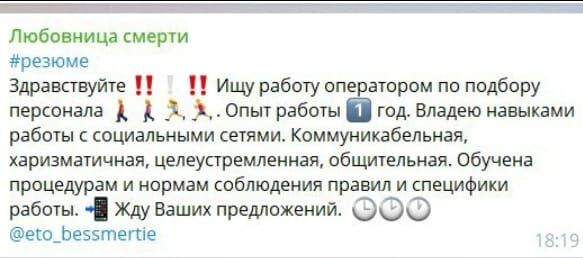 Любовница смерти
#резюме
Здравствуйте ‼️❕‼️ Ищу работу оператором по подбору
персонала 🚶🚶🏃‍♀️🏃‍♀️. Опыт работы 1️⃣ год. Владею навыками
работы с социальными сетями. Коммуникабельная,
харизматичная, целеустремленная, общительная. Обучена
процедурам и нормам соблюдения правил и специфики
работы. 📲 Жду Ваших предложений. 🕒🕑🕐
@eto_bessmertie
18:19